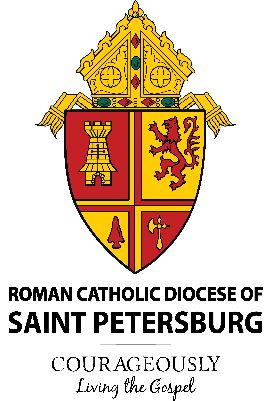 ROMAN CATHOLIC DIOCESE OF
SAINT PETERSBURG
COURAGEOUSLY
Living the Gospel